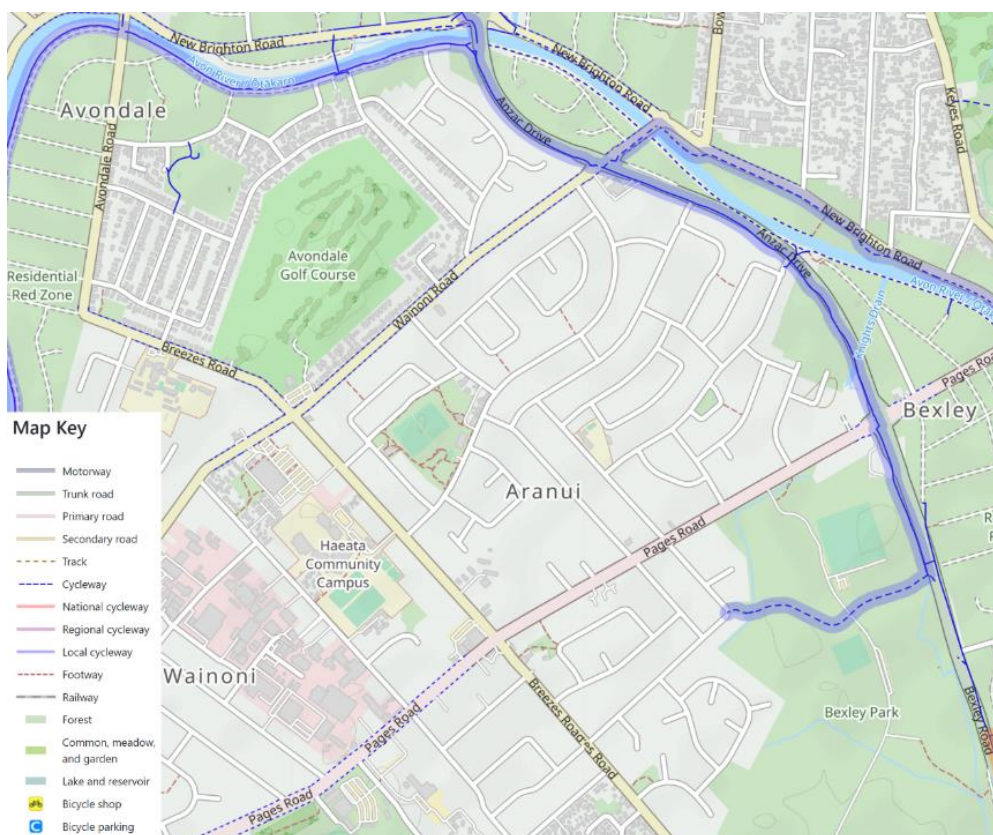 New Brighton Road
Avon River / Ōtākaro
Avondale
Avondale Road
Anzac Drive
New Brighton Road
Keyes Road
Residential
Red Zone
Avondale
Golf Course
Wainoni Road
Anzac Drive
New Brighton Road
Knights Drain
Breezes Road
Pages Roa
Bexley
Aranui
Pages Road
Haeata
Community
Campus
Wainoni
Bexley Park
Breezes Road
Pages Road
Pages Road
Bexley Road
Map Key
Motorway
Trunk road
Primary road
Secondary road
Track
Cycleway
National cycleway
Regional cycleway
Local cycleway
Footway
Railway
Forest
Common, meadow,
and garden
Lake and reservoir
Bicycle shop
C
Bicycle parking